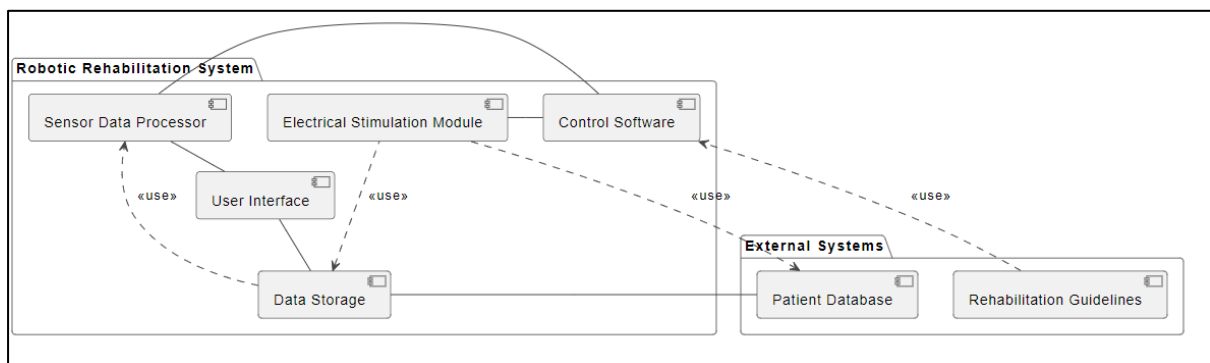 Robotic Rehabilitation System
Sensor Data Processor
Electrical Stimulation Module
Control Software
«use»
User Interface
«use»
«use»
«use»
External Systems
Data Storage
Patient Database
Rehabilitation Guidelines